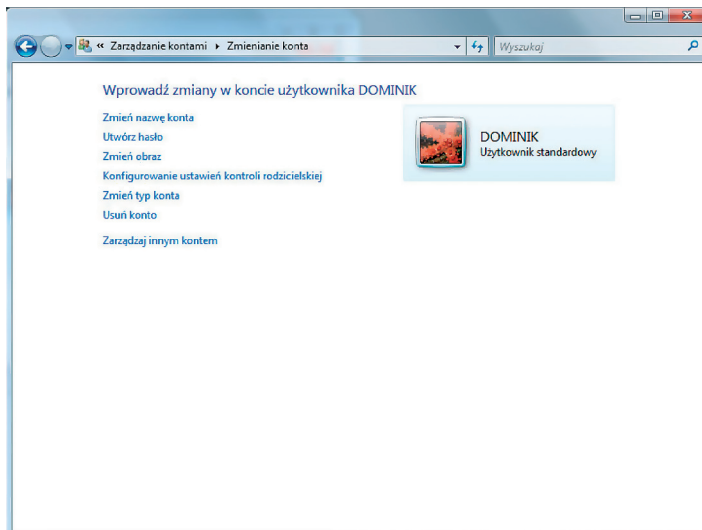 « Zarządzanie kontami ▸ Zmienianie konta
Wyszukaj
Wprowadź zmiany w koncie użytkownika DOMINIK
Zmień nazwę konta
Utwórz hasło
Zmień obraz
Konfigurowanie ustawień kontroli rodzicielskiej
Zmień typ konta
Usuń konto
Zarządzaj innym kontem
DOMINIK
Użytkownik standardowy